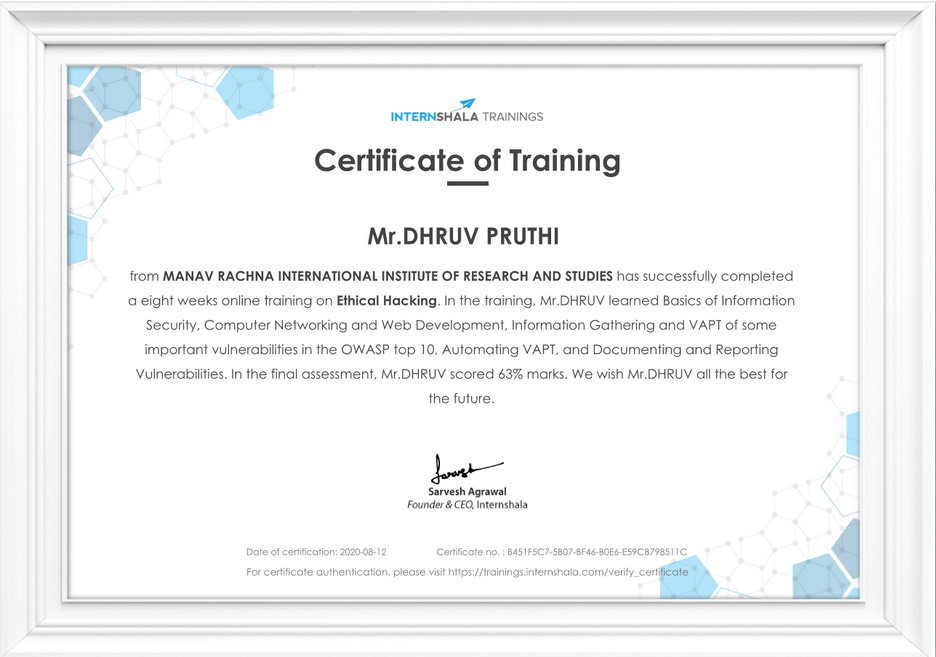 INTERNSHALA TRAININGS
Certificate of Training
Mr.DHRUV PRUTHI
from MANAV RACHNA INTERNATIONAL INSTITUTE OF RESEARCH AND STUDIES has successfully completed
a eight weeks online training on Ethical Hacking. In the training, Mr.DHRUV learned Basics of Information
Security, Computer Networking and Web Development, Information Gathering and VAPT of some
important vulnerabilities in the OWASP top 10, Automating VAPT, and Documenting and Reporting
Vulnerabilities. In the final assessment, Mr.DHRUV scored 63% marks. We wish Mr.DHRUV all the best for
the future.
Sarvesh
Sarvesh Agrawal
Founder & CEO, Internshala
Date of certification: 2020-08-12 Certificate no. : B451F5C7-5B07-BF46-B0E6-E59CB798511C
For certificate authentication, please visit https://trainings.internshala.com/verify_certificate